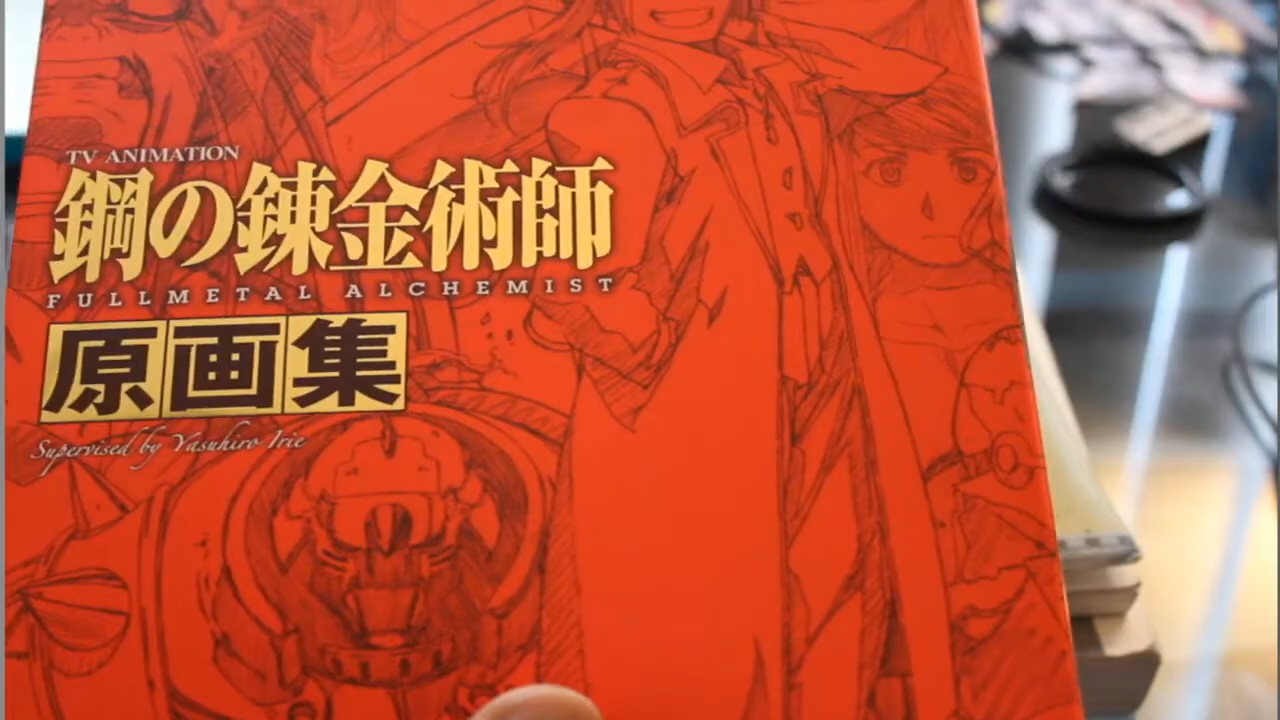 TV ANIMATION
鋼の錬金術師
FULLMETAL ALCHEMIST
原画集
Supervised by Yasuhiro Irie